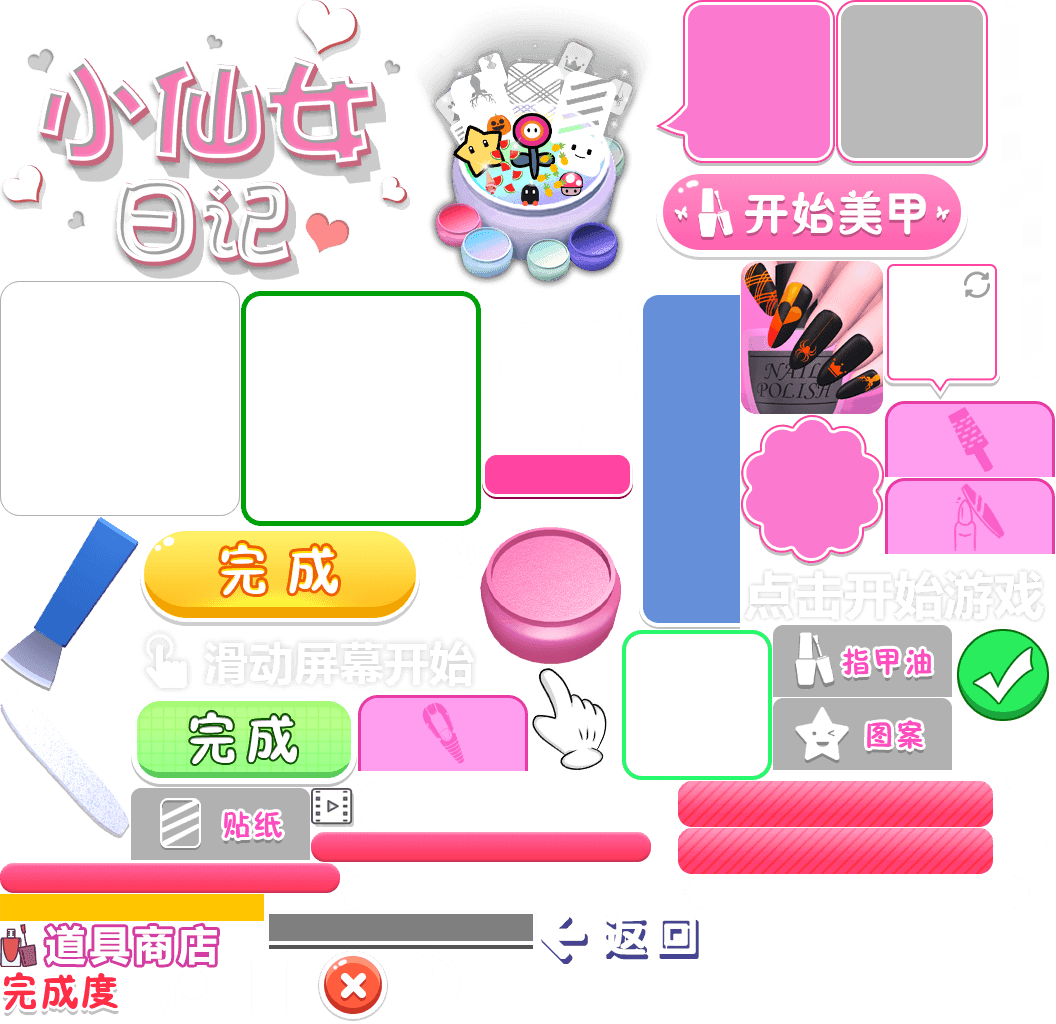 小仙女
日记
开始美甲
NAIL
POLISH
完成
点击开始游戏
滑动屏幕开始
指甲油
完成
图案
贴纸
道具商店
返回
完成度